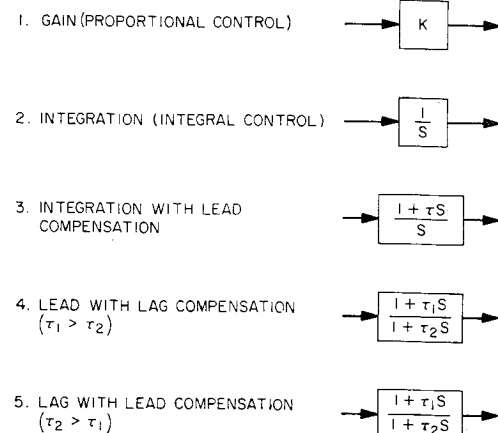 1. GAIN (PROPORTIONAL CONTROL)
K
2. INTEGRATION (INTEGRAL CONTROL)
1
S
3. INTEGRATION WITH LEAD
COMPENSATION
1 + τS
S
4. LEAD WITH LAG COMPENSATION
(τ₁ > τ₂)
1 + τ₁S
1 + τ₂S
5. LAG WITH LEAD COMPENSATION
(τ₂ > τ₁)
1 + τ₁S
1 + τ₂S